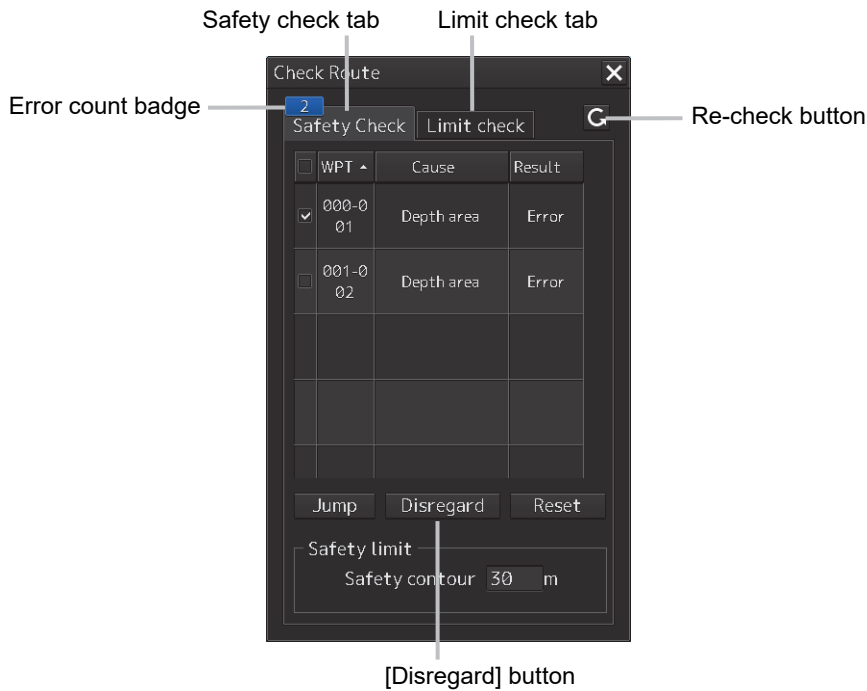 Safety check tab Limit check tab
Check Route
Error count badge
2
Safety Check Limit check
Re-check button
WPT Cause Result
000-0
01 Depth area Error
001-0
02 Depth area Error
Jump Disregard Reset
Safety limit
Safety contour 30 m
[Disregard] button